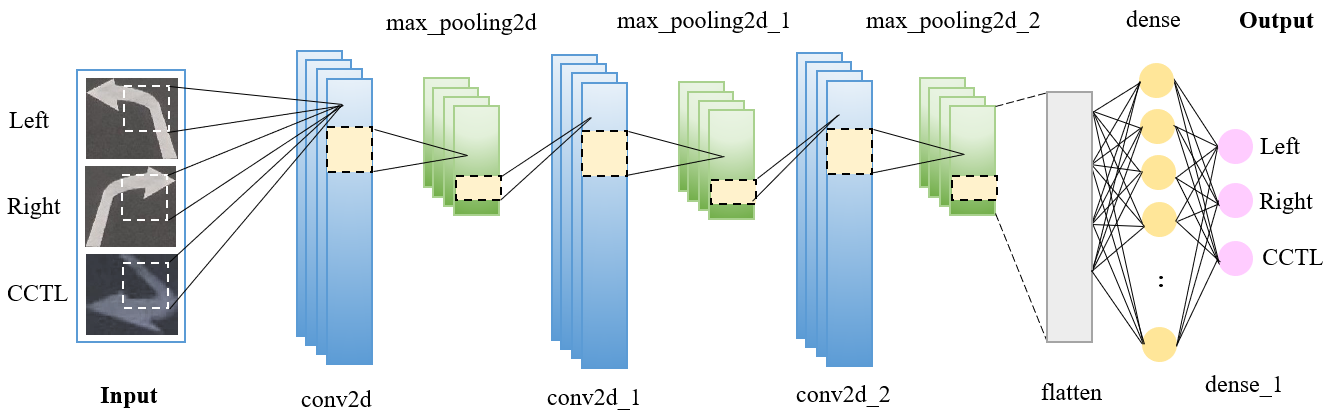 max_pooling2d
max_pooling2d_1
max_pooling2d_2
dense
Output
Left
Right
CCTL
Left
Right
CCTL
:
Input
conv2d
conv2d_1
conv2d_2
flatten
dense_1